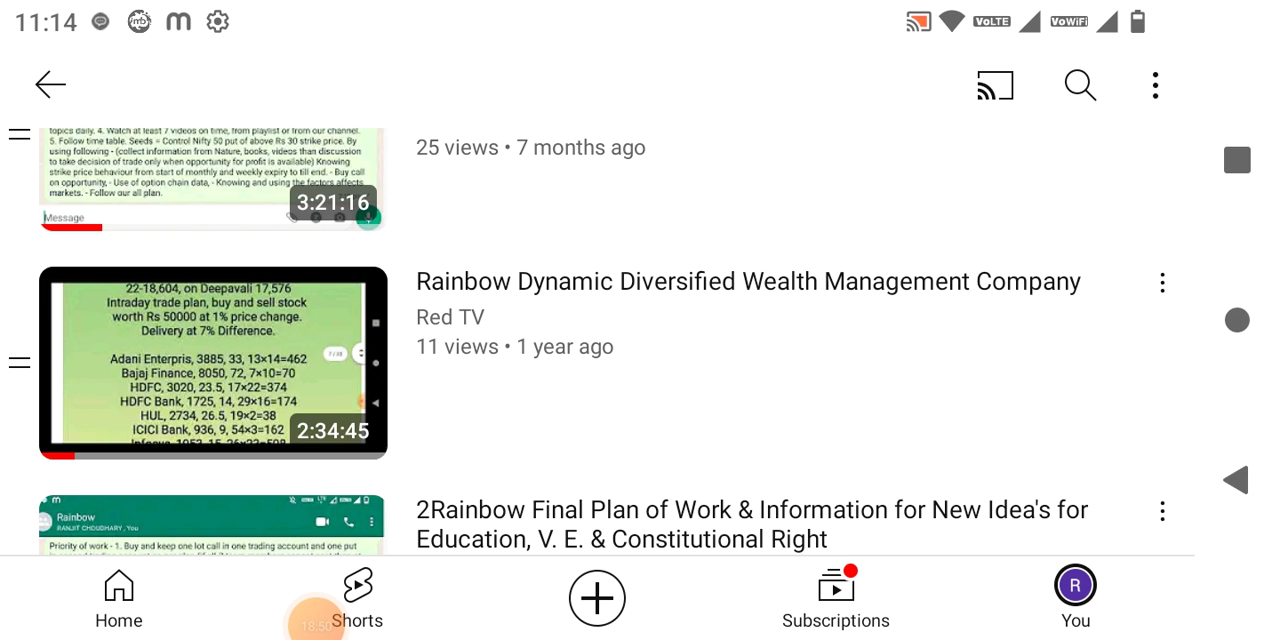 11:14
VoLTE
VoWiFi
topics daily. 4. Watch at least 7 videos on time, from playlist or from our channel.
5. Follow time table. Seeds = Control Nifty 50 put of above Rs 30 strike price. By
using following - (collect information from Nature, books, videos than discussion
to take decision of trade only when opportunity for profit is available) Knowing
strike price behaviour from start of monthly and weekly expiry to till end. - Buy call
on opportunity, - Use of option chain data, - Knowing and using the factors affects
markets. - Follow our all plan.
3:21:16
Message
25 views • 7 months ago
22-18,604, on Deepavali 17,576
Intraday trade plan, buy and sell stock
worth Rs 50000 at 1% price change.
Delivery at 7% Difference.
Adani Enterpris, 3885, 33, 13×14=462
Bajaj Finance, 8050, 72, 7×10=70
HDFC, 3020, 23.5, 17×22=374
HDFC Bank, 1725, 14, 29×16=174
HUL, 2734, 26.5, 19×2=38
ICICI Bank, 936, 9, 54×3=162
2:34:45
Rainbow Dynamic Diversified Wealth Management Company
Red TV
11 views • 1 year ago
Rainbow
RANJIT CHOUDHARY, You
Priority of work - 1. Buy and keep one lot call in one trading account and one put
2Rainbow Final Plan of Work & Information for New Idea's for
Education, V. E. & Constitutional Right
Home
18:50
Shorts
Subscriptions
R
You